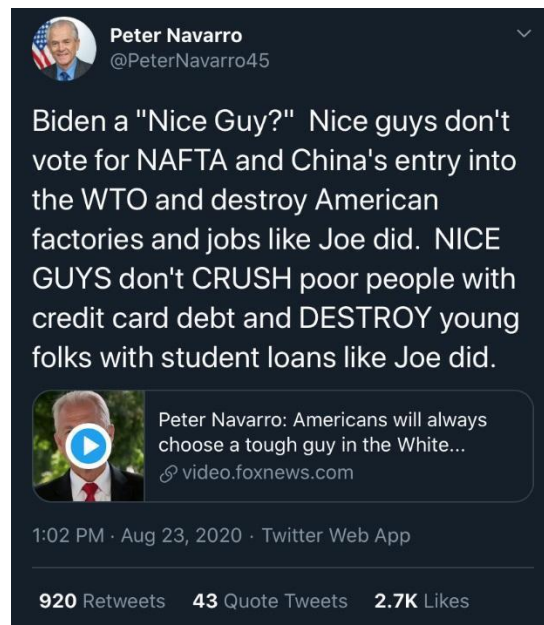 Peter Navarro
@PeterNavarro45
Biden a "Nice Guy?"  Nice guys don't
vote for NAFTA and China's entry into
the WTO and destroy American
factories and jobs like Joe did.  NICE
GUYS don't CRUSH poor people with
credit card debt and DESTROY young
folks with student loans like Joe did.
Peter Navarro: Americans will always
choose a tough guy in the White...
video.foxnews.com
1:02 PM · Aug 23, 2020 · Twitter Web App
920 Retweets 43 Quote Tweets 2.7K Likes